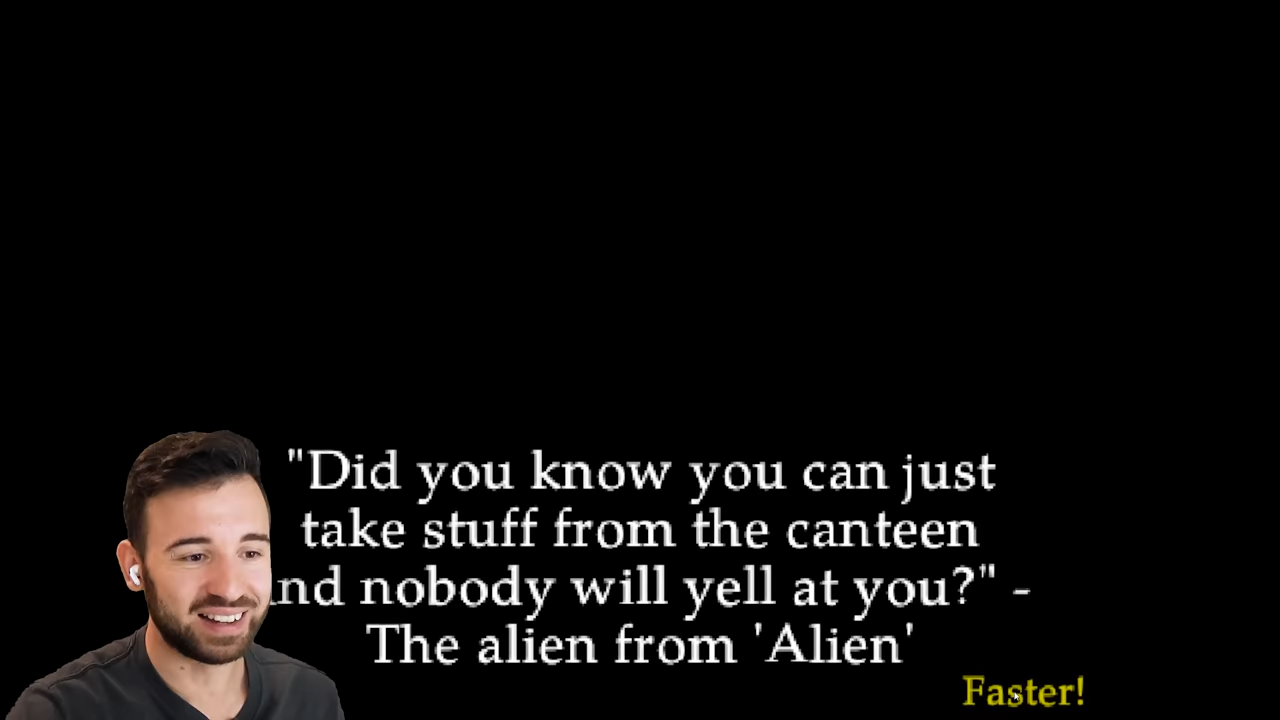 "Did you know you can just
take stuff from the canteen
nd nobody will yell at you?" -
The alien from 'Alien'
Faster!